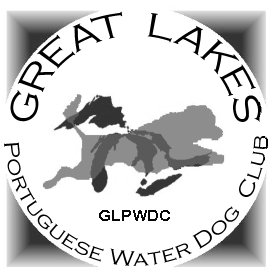 GREAT LAKES
GLPWDC
PORTUGUESE WATER DOG CLUB